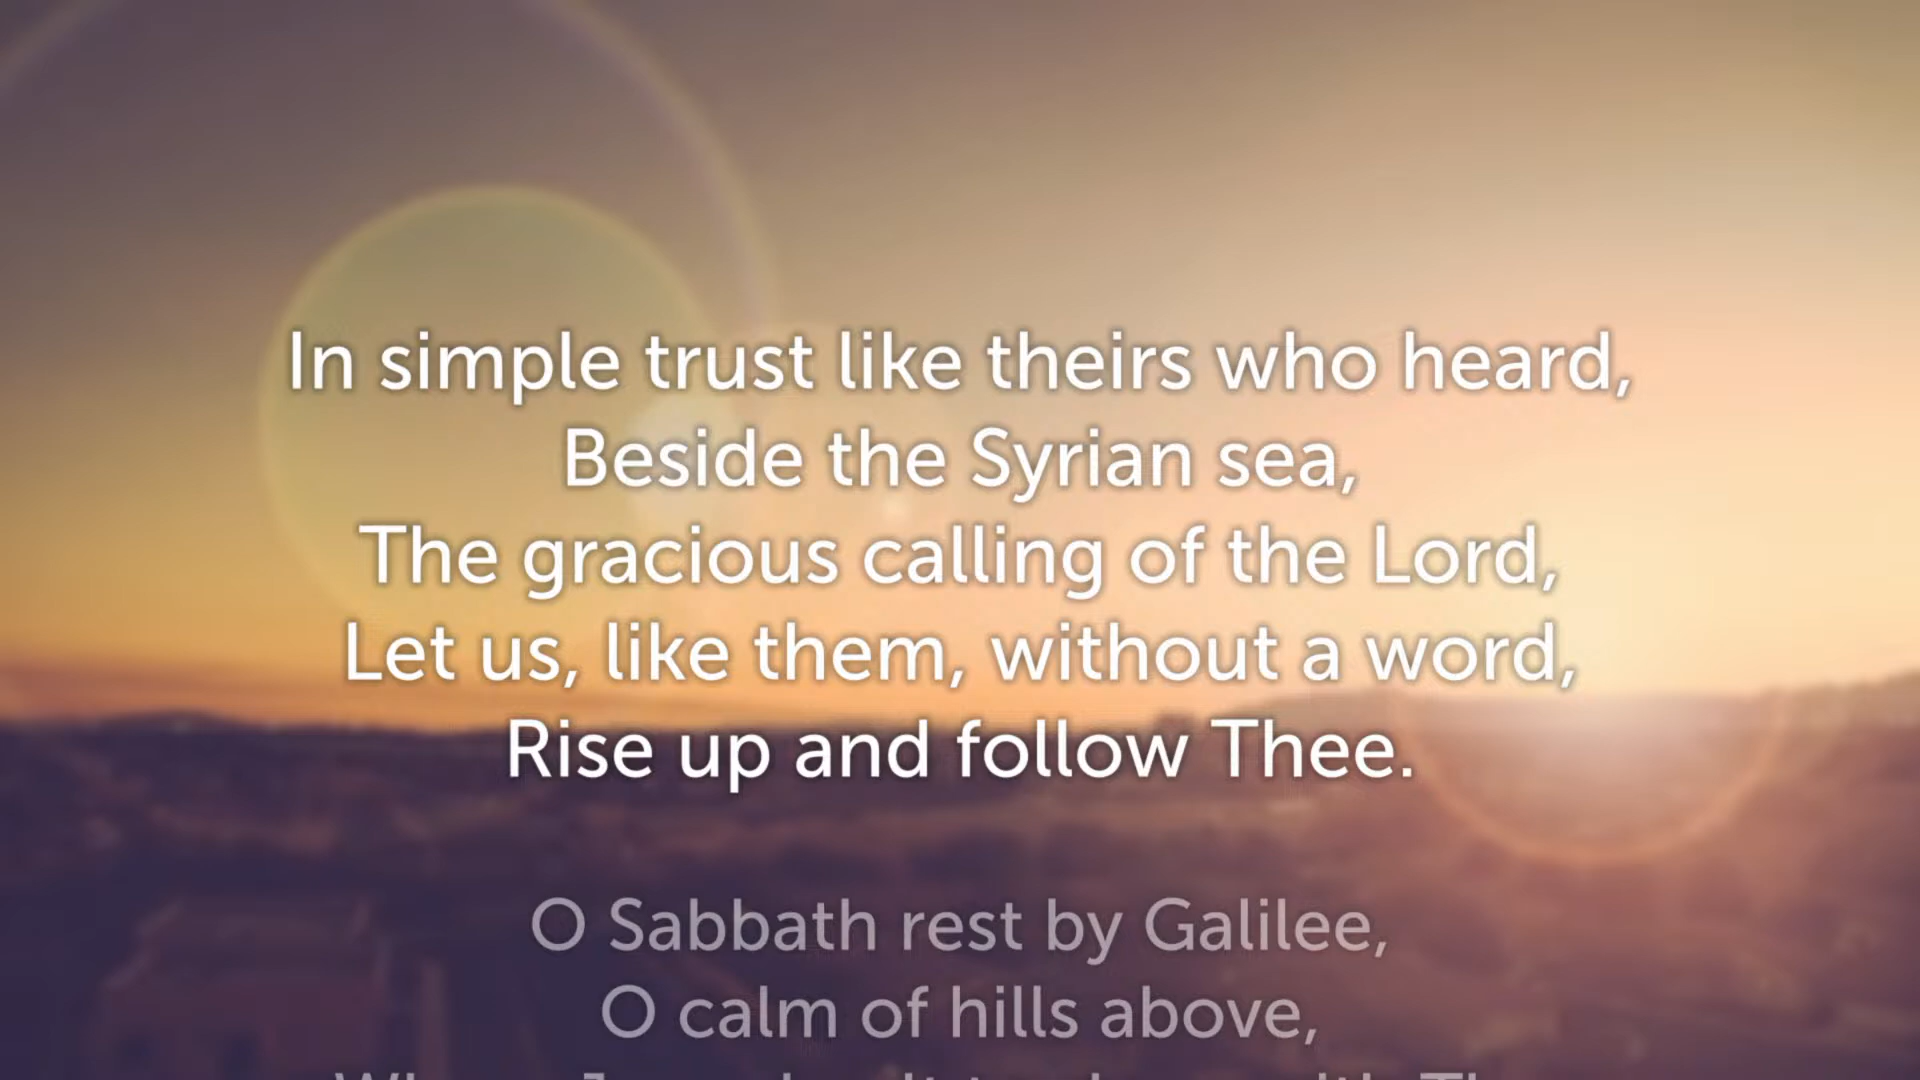 In simple trust like theirs who heard,
Beside the Syrian sea,
The gracious calling of the Lord,
Let us, like them, without a word,
Rise up and follow Thee.
O Sabbath rest by Galilee,
O calm of hills above,